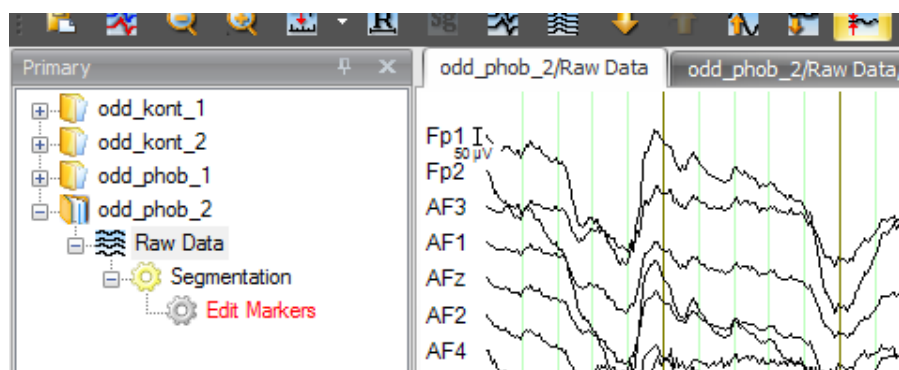 R Sg
Primary
odd_kont_1
odd_kont_2
odd_phob_1
odd_phob_2
Raw Data
Segmentation
Edit Markers
odd_phob_2/Raw Data odd_phob_2/Raw Data,
Fp1
50 µV
Fp2
AF3
AF1
AFz
AF2
AF4